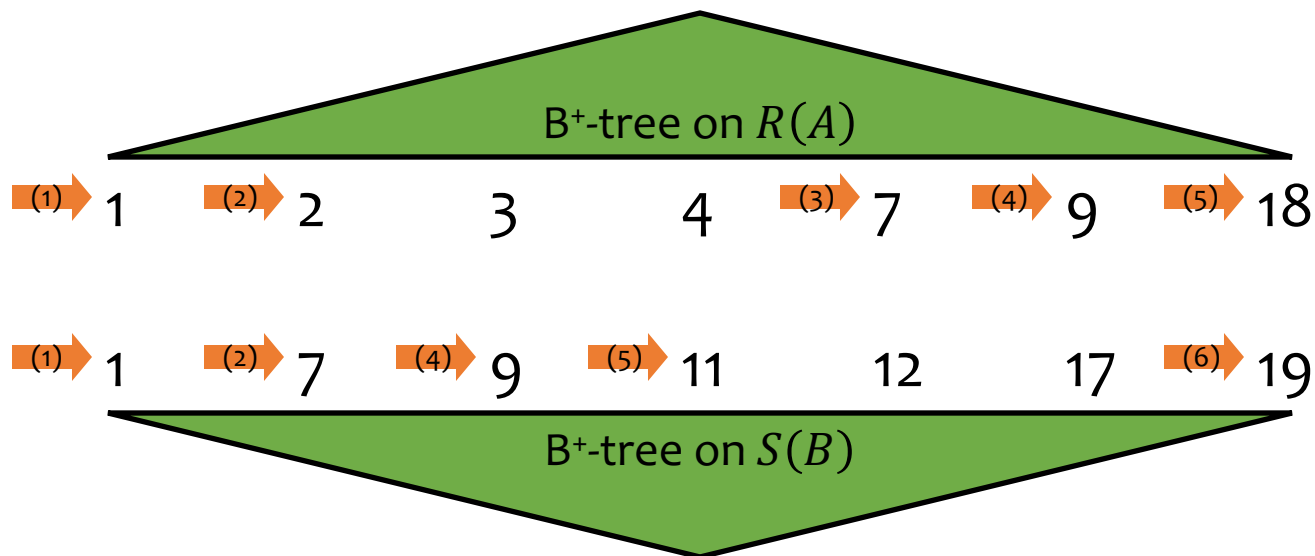 B⁺-tree on R(A)
(1) 1 (2) 2 3 4 (3) 7 (4) 9 (5) 18
(1) 1 (2) 7 (4) 9 (5) 11 12 17 (6) 19
B⁺-tree on S(B)